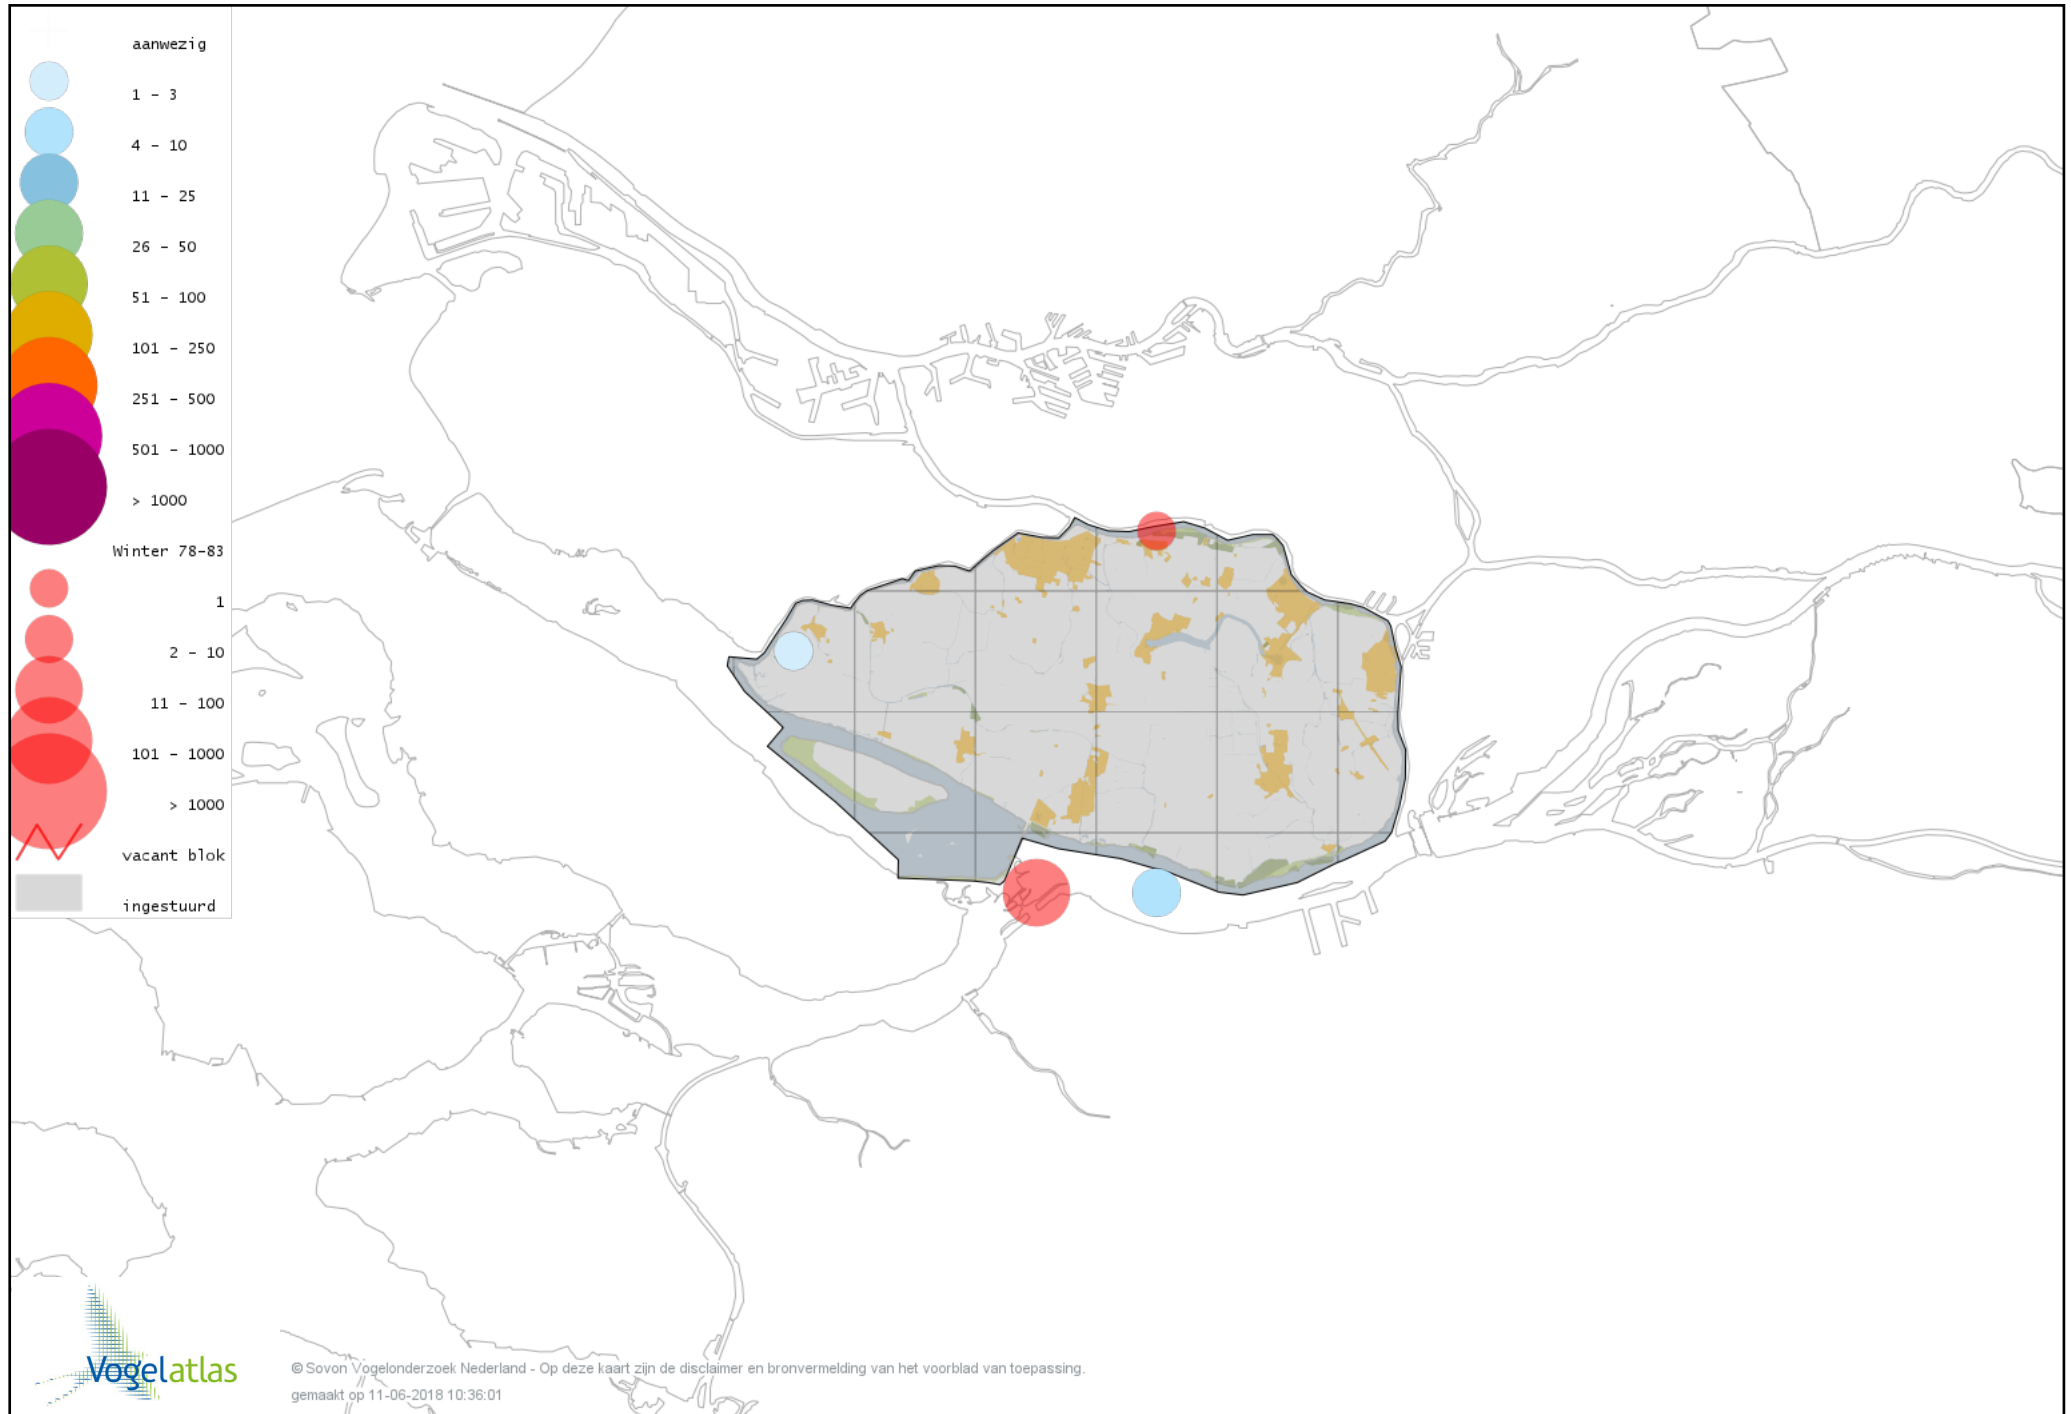 aanwezig
1 – 3
4 – 10
11 – 25
26 – 50
51 – 100
101 – 250
251 – 500
501 – 1000
> 1000
Winter 78-83
1
2 – 10
11 – 100
101 – 1000
> 1000
vacant blok
ingestuurd
Vogelatlas
© Sovon Vogelonderzoek Nederland - Op deze kaart zijn de disclaimer en bronvermelding van het voorblad van toepassing.
gemaakt op 11-06-2018 10:36:01